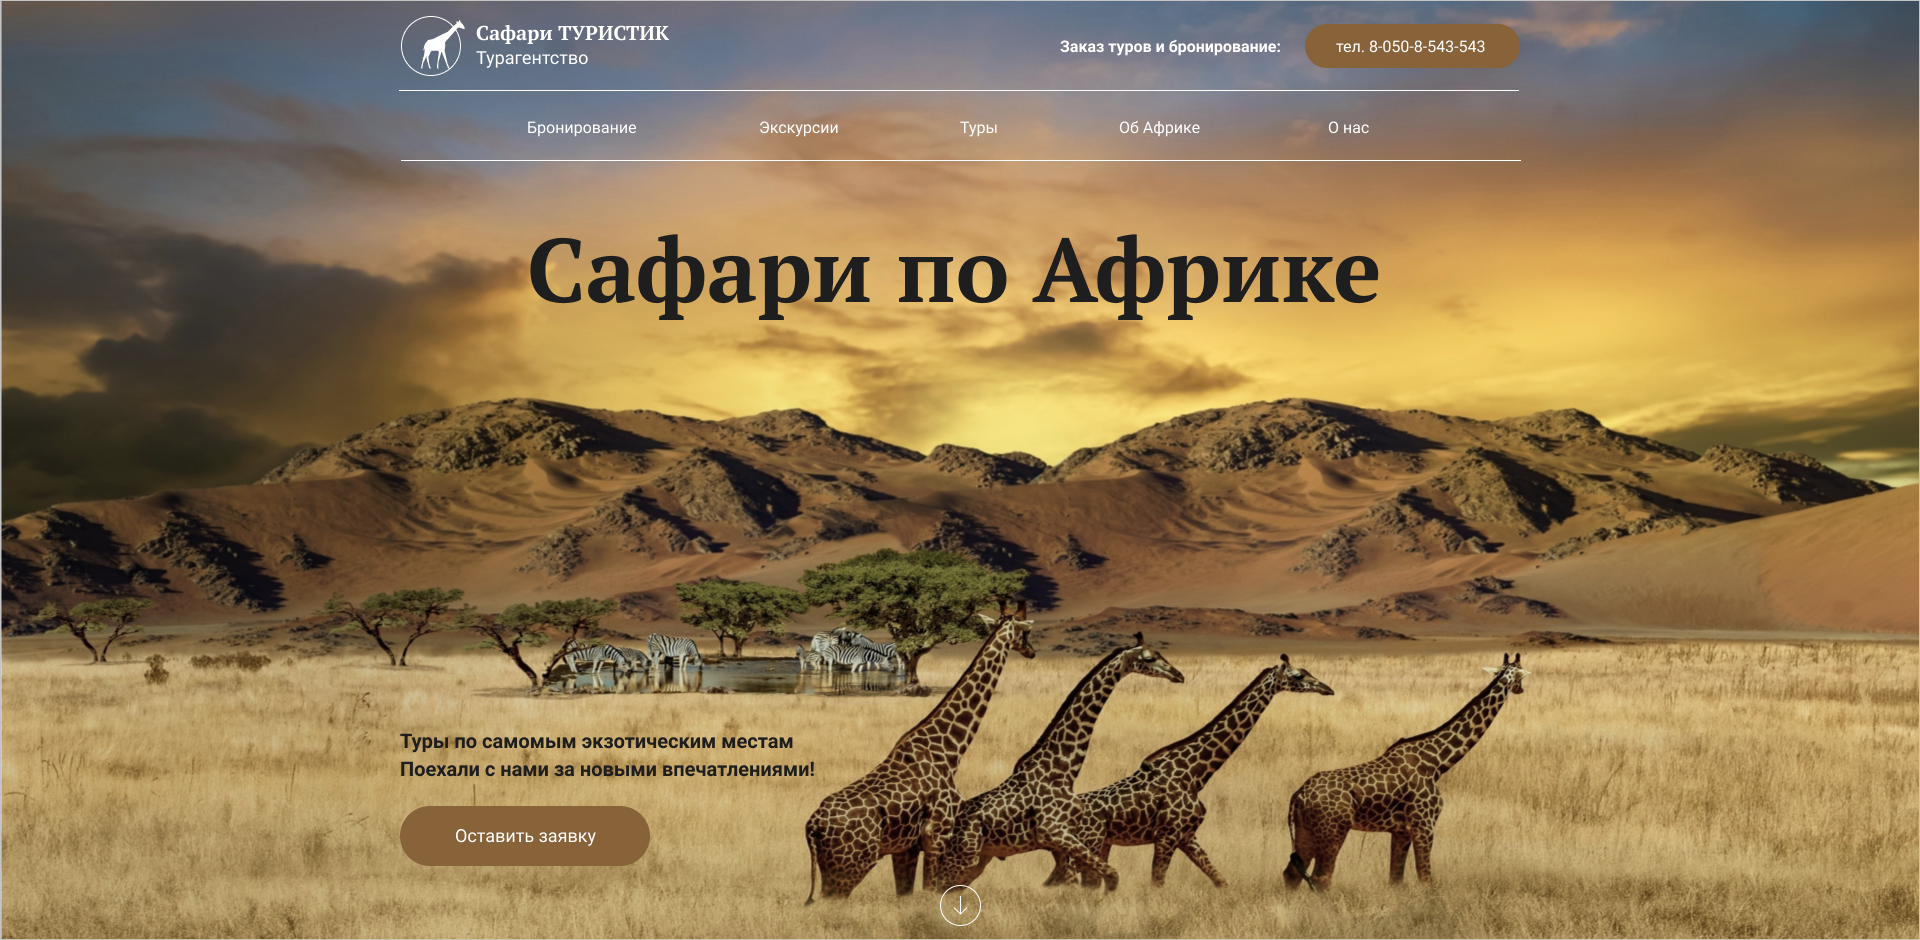 Сафари ТУРИСТИК
Турагентство
Заказ туров и бронирование:
тел. 8-050-8-543-543
Бронирование
Экскурсии
Туры
Об Африке
О нас
Сафари по Африке
Туры по самомым экзотическим местам
Поехали с нами за новыми впечатлениями!
Оставить заявку